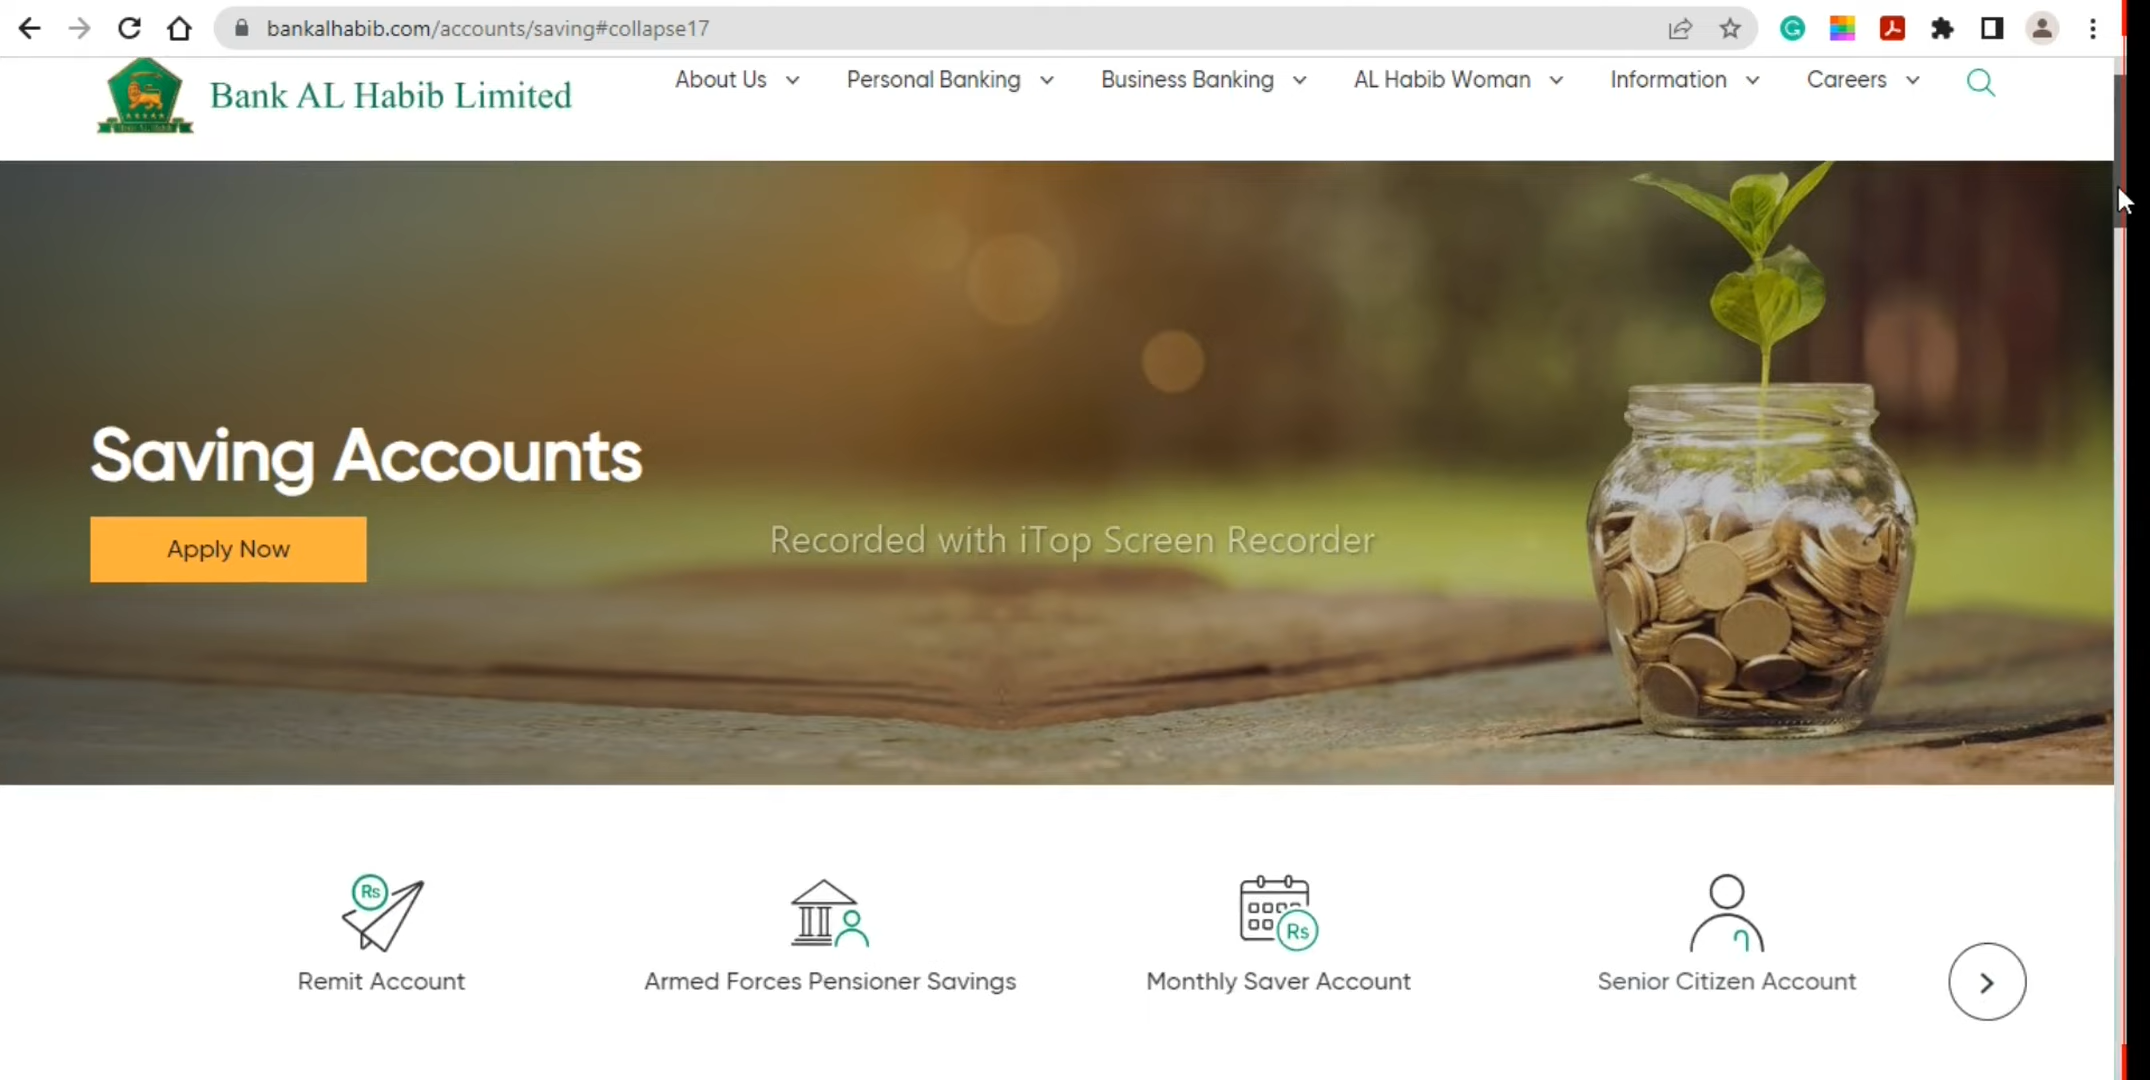 bankalhabib.com/accounts/saving#collapse17
Bank AL Habib Limited
About Us
Personal Banking
Business Banking
AL Habib Woman
Information
Careers
Saving Accounts
Apply Now
Recorded with iTop Screen Recorder
Rs
Rs
Remit Account
Armed Forces Pensioner Savings
Monthly Saver Account
Senior Citizen Account